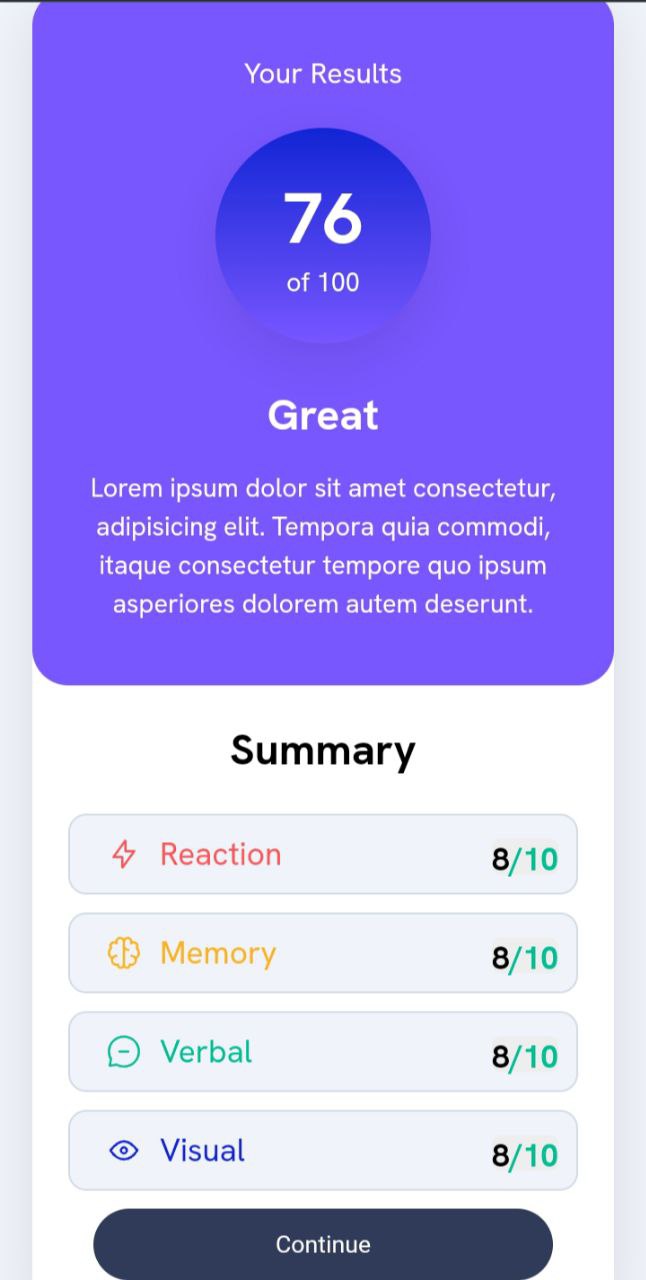 Your Results
76
of 100
Great
Lorem ipsum dolor sit amet consectetur,
adipisicing elit. Tempora quia commodi,
itaque consectetur tempore quo ipsum
asperiores dolorem autem deserunt.
Summary
Reaction 8/10
Memory 8/10
Verbal 8/10
Visual 8/10
Continue